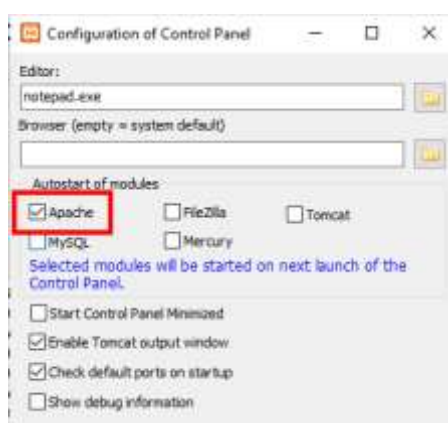 Configuration of Control Panel
Editor:
notepad.exe
Browser (empty = system default)
Autostart of modules
Apache FileZilla Tomcat
MySQL Mercury
Selected modules will be started on next launch of the
Control Panel.
Start Control Panel Minimized
Enable Tomcat output window
Check default ports on startup
Show debug information